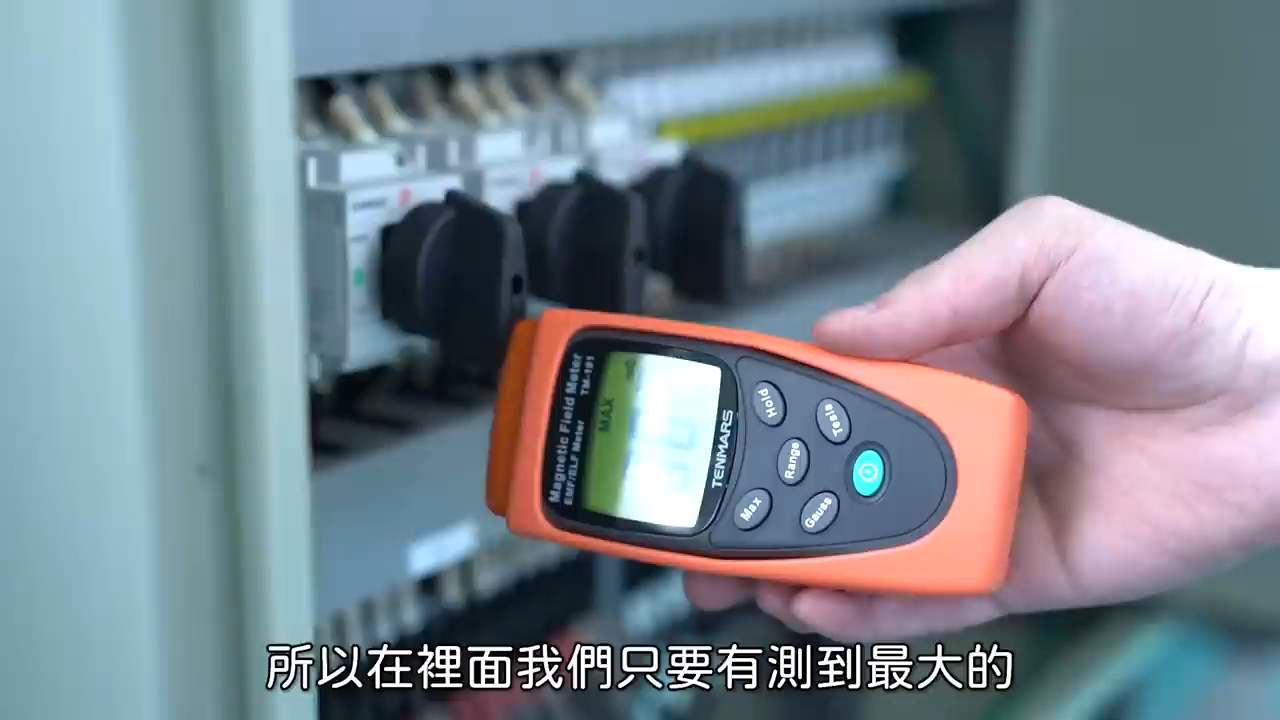 Magnetic Field Meter
EMF/ELF Meter TM-191
MAX
TENMARS
Hold
Tesla
Range
Max
Gauss
所以在裡面我們只要有測到最大的